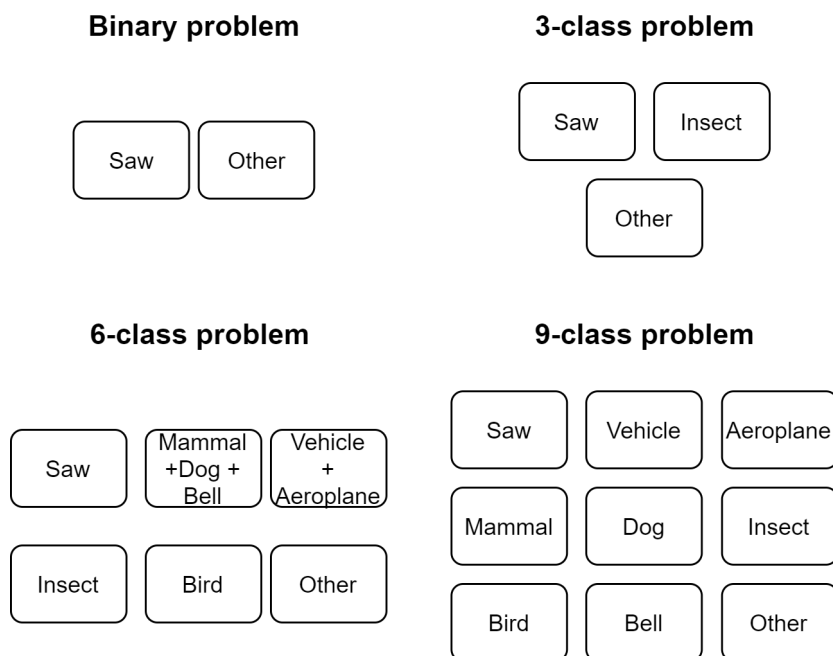 Binary problem
Saw
Other
3-class problem
Saw
Insect
Other
6-class problem
Saw
Mammal
+Dog +
Bell
Vehicle
+
Aeroplane
Insect
Bird
Other
9-class problem
Saw
Vehicle
Aeroplane
Mammal
Dog
Insect
Bird
Bell
Other